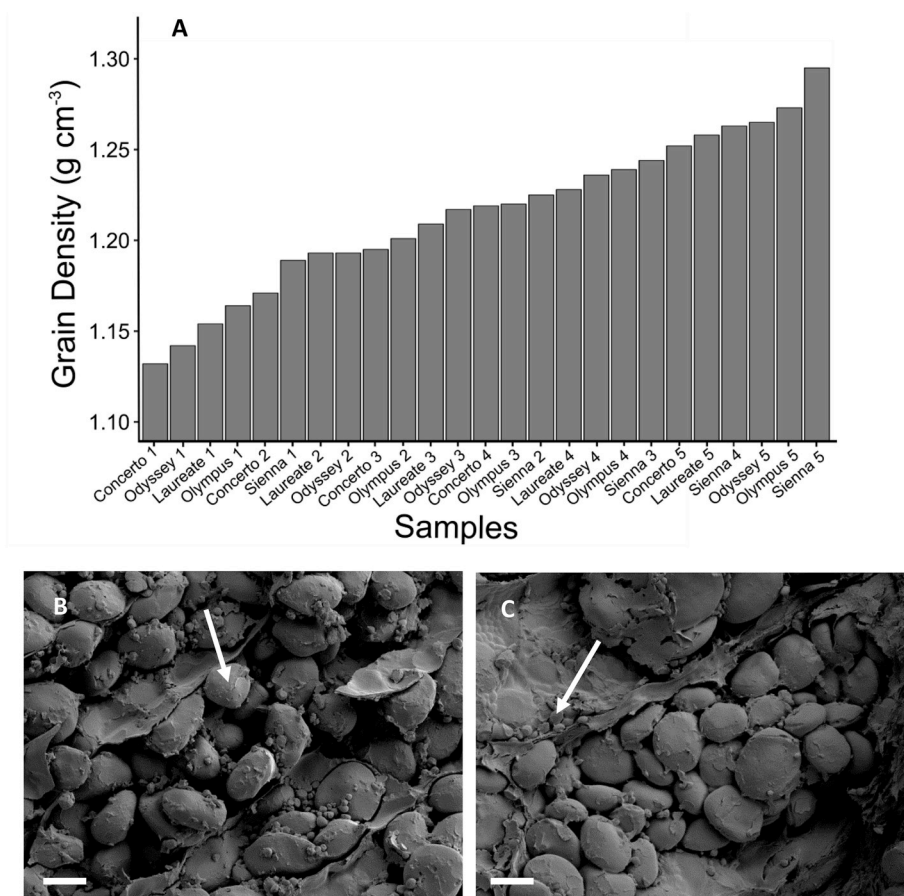 A
Grain Density (g cm-3)
1.30
1.25
1.20
1.15
1.10
Concerto 1
Odyssey 1
Laureate 1
Olympus 1
Concerto 2
Sienna 1
Laureate 2
Odyssey 2
Concerto 3
Olympus 2
Laureate 3
Odyssey 3
Concerto 4
Olympus 3
Sienna 2
Laureate 4
Odyssey 4
Olympus 4
Sienna 3
Concerto 5
Laureate 5
Sienna 4
Odyssey 5
Olympus 5
Sienna 5
Samples
B
C